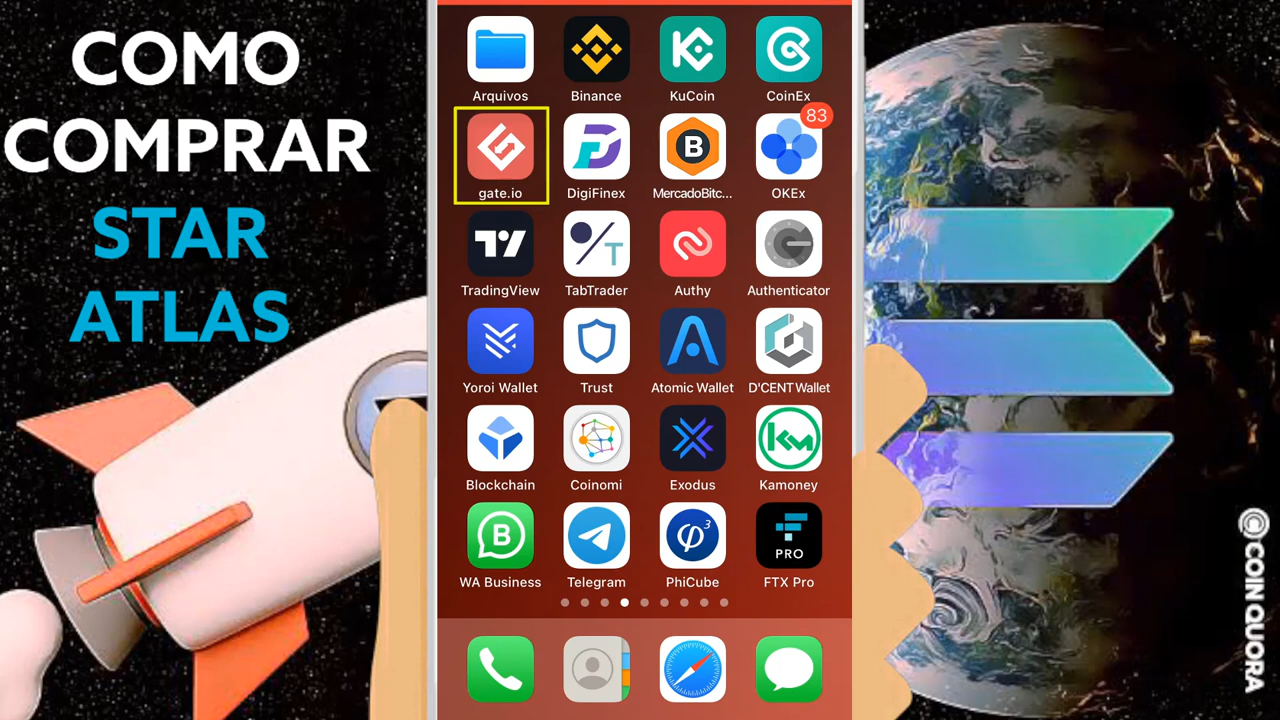 COMO
COMPRAR
STAR
ATLAS
Arquivos
Binance
KuCoin
CoinEx
83
gate.io
DigiFinex
MercadoBitc...
OKEx
TradingView
TabTrader
Authy
Authenticator
Yoroi Wallet
Trust
Atomic Wallet
D'CENT Wallet
Km
Blockchain
Coinomi
Exodus
Kamoney
PRO
WA Business
Telegram
PhiCube
FTX Pro
©COINQUORA